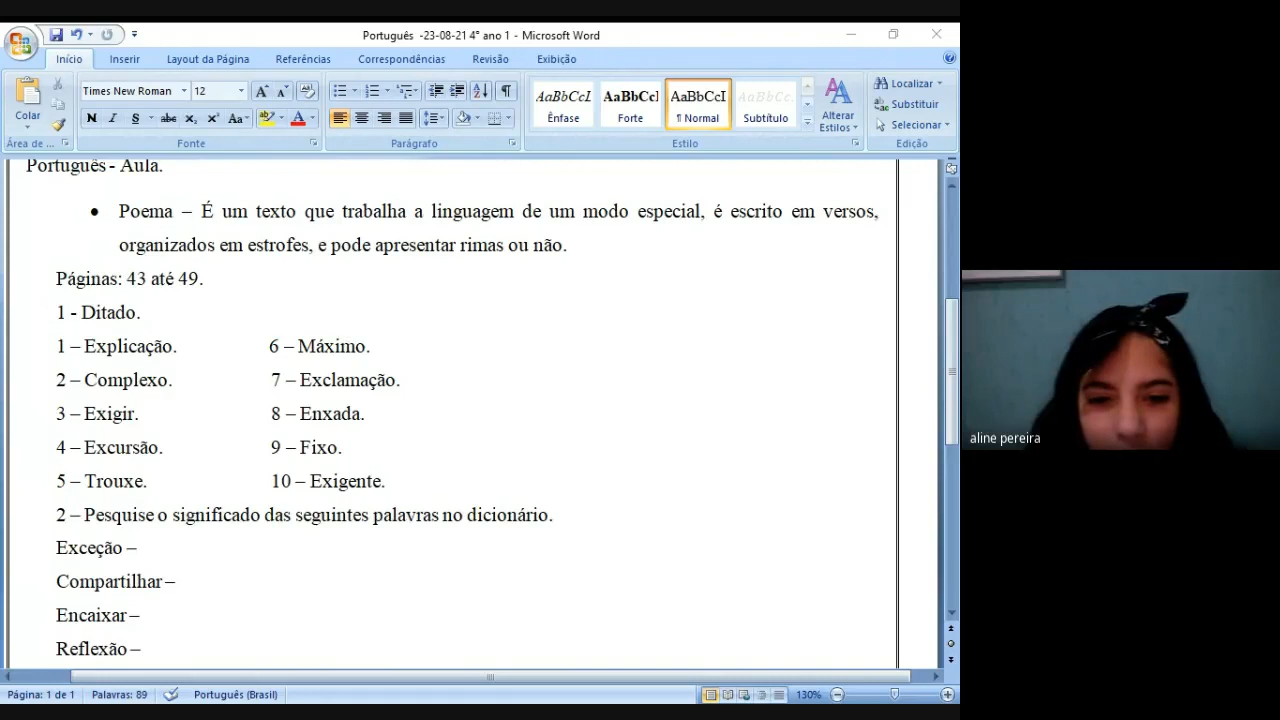 Português -23-08-21 4° ano 1 - Microsoft Word
Início Inserir Layout da Página Referências Correspondências Revisão Exibição
Times New Roman 12 AaBbCcI AaBbCcI AaBbCcI AaBbCc. Localizar
Substituir
Colar N I S abc x₂ x² Aa Ênfase Forte ¶ Normal Subtítulo Alterar Estilos Selecionar
Área de... Fonte Parágrafo Estilo Edição
Português - Aula.
• Poema – É um texto que trabalha a linguagem de um modo especial, é escrito em versos,
organizados em estrofes, e pode apresentar rimas ou não.
Páginas: 43 até 49.
1 - Ditado.
1 – Explicação. 6 – Máximo.
2 – Complexo. 7 – Exclamação.
3 – Exigir. 8 – Enxada.
4 – Excursão. 9 – Fixo.
5 – Trouxe. 10 – Exigente.
2 – Pesquise o significado das seguintes palavras no dicionário.
Exceção –
Compartilhar –
Encaixar –
Reflexão –
Página: 1 de 1 Palavras: 89 Português (Brasil) 130%
aline pereira